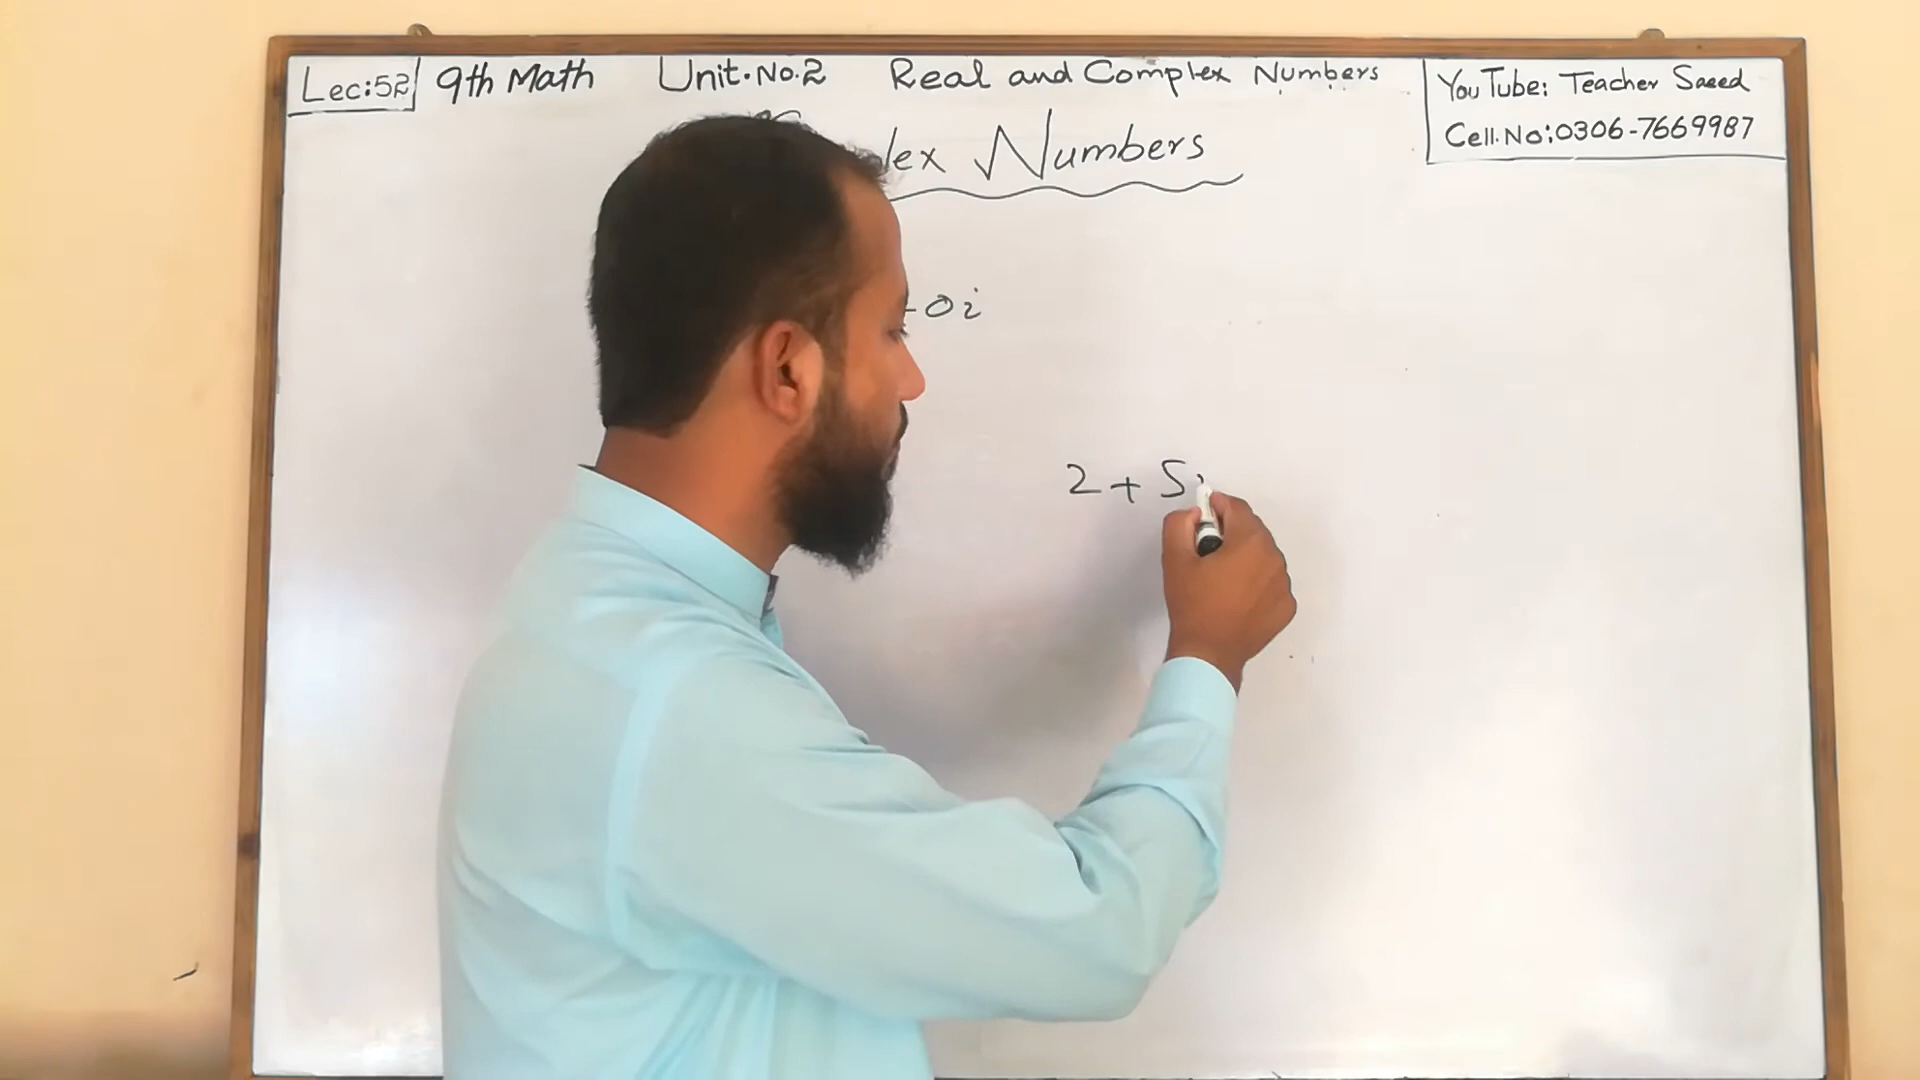 Lec:52 9th Math Unit.No.2 Real and Complex Numbers
YouTube: Teacher Saeed
Cell.No:0306-7669987
lex Numbers
-0i
2+5